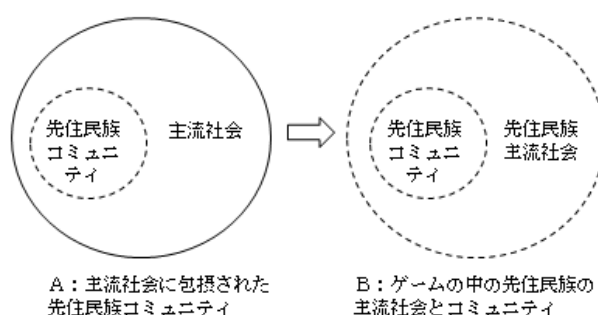 先住民族
コミュニ
ティ
主流社会
先住民族
コミュニ
ティ
先住民族
主流社会
A:主流社会に包摂された
先住民族コミュニティ
B:ゲームの中の先住民族の
主流社会とコミュニティ